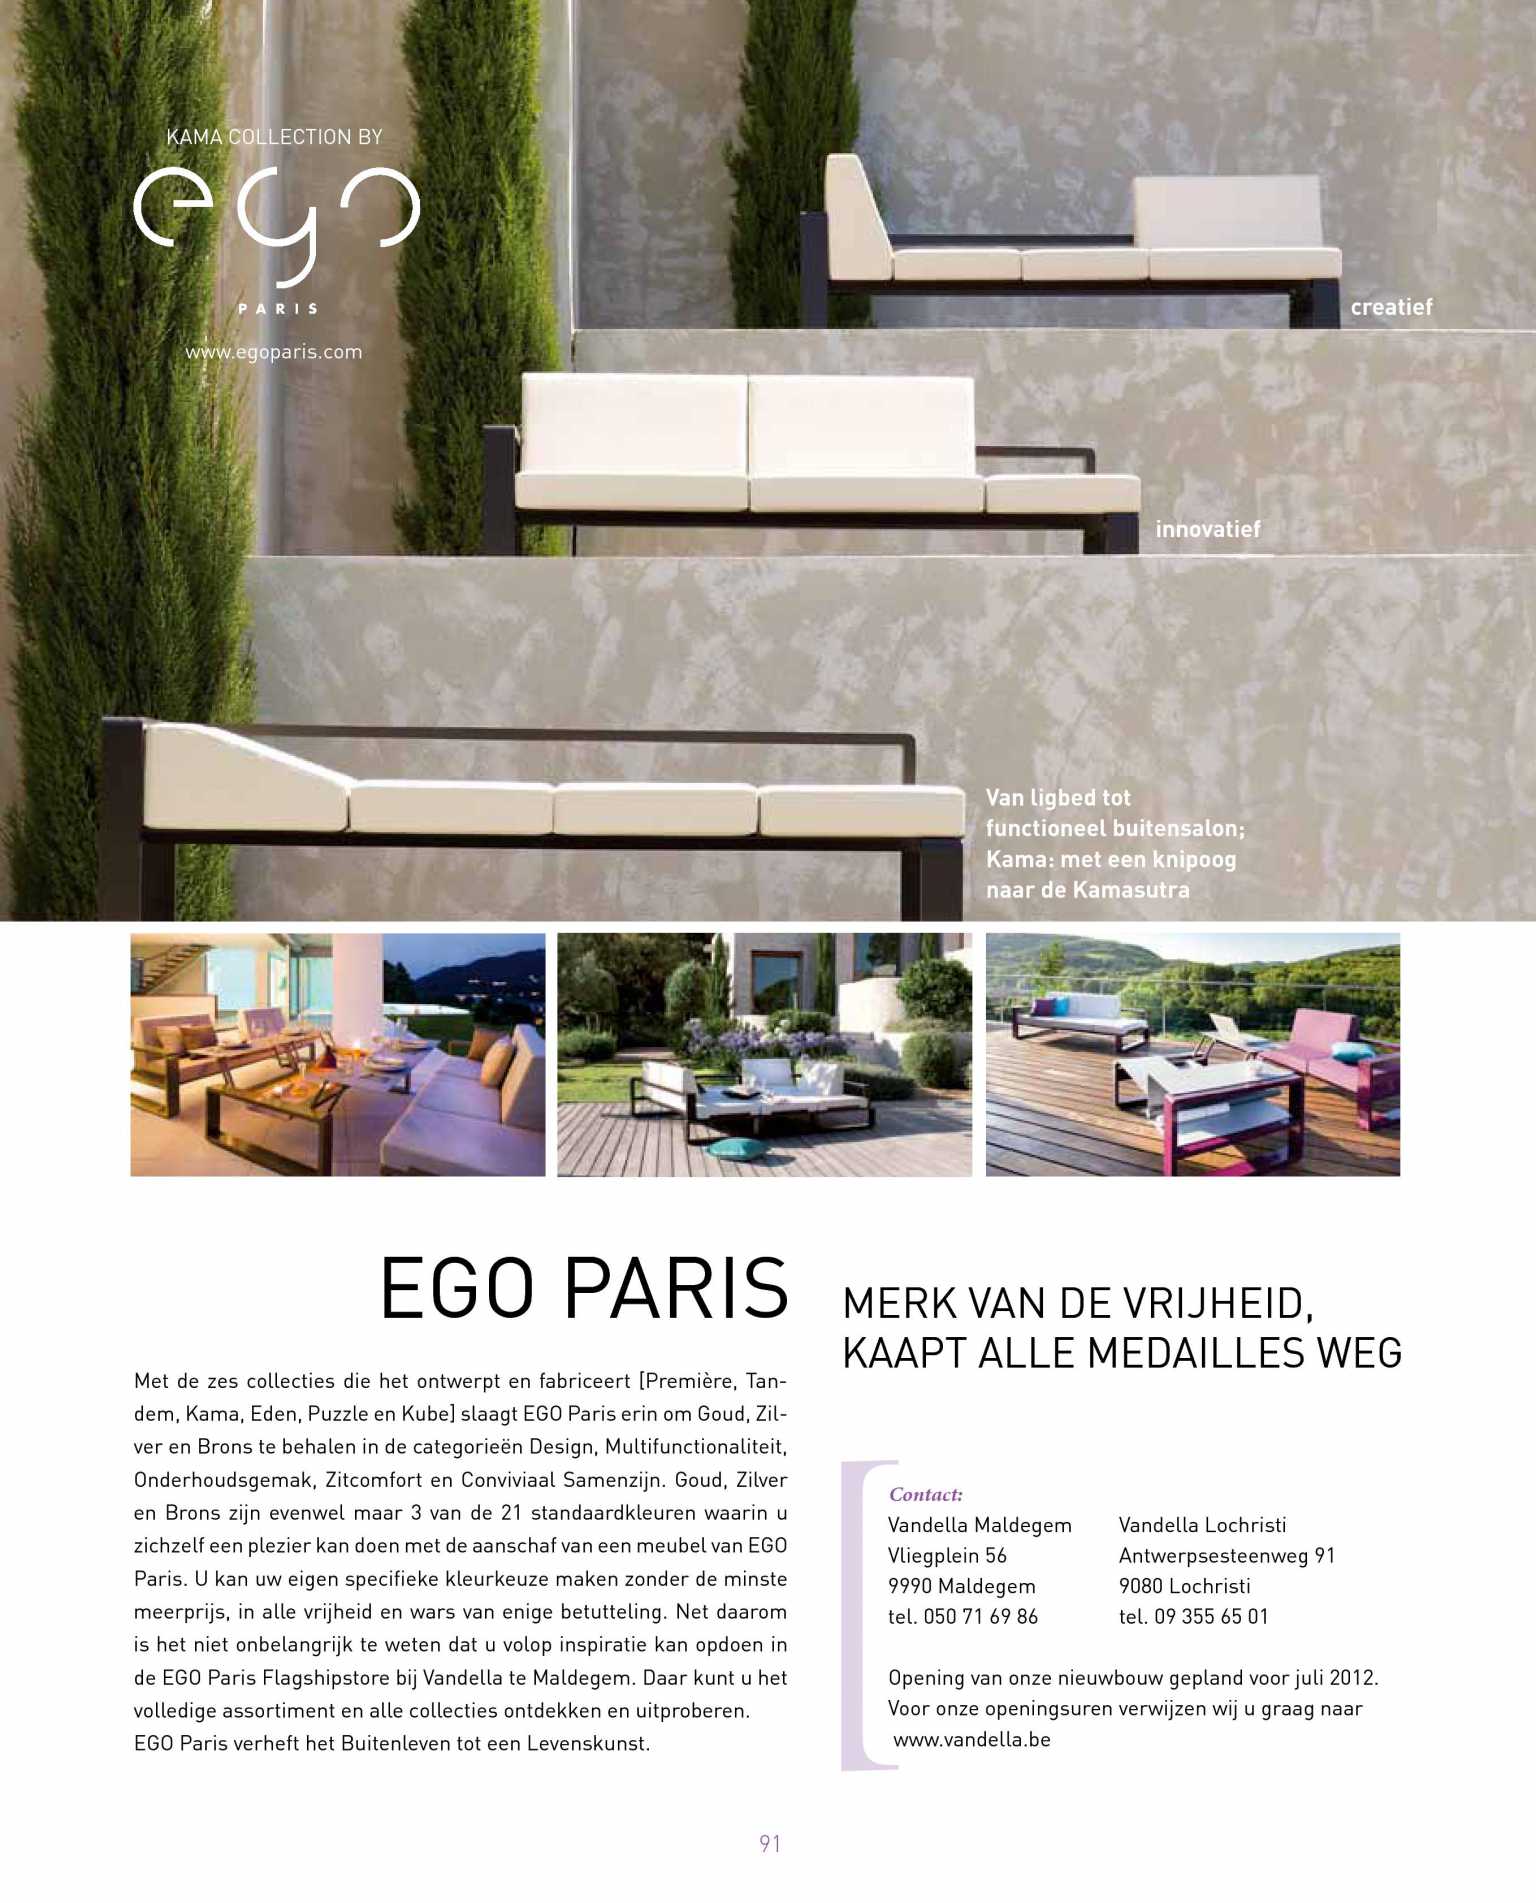 KAMA COLLECTION BY
ego
PARIS
www.egoparis.com
creatief
innovatief
Van ligbed tot
functioneel buitensalon;
Kama: met een knipoog
naar de Kamasutra
EGO PARIS
MERK VAN DE VRIJHEID,
KAAPT ALLE MEDAILLES WEG
Met de zes collecties die het ontwerpt en fabriceert [Première, Tan-
dem, Kama, Eden, Puzzle en Kube] slaagt EGO Paris erin om Goud, Zil-
ver en Brons te behalen in de categorieën Design, Multifunctionaliteit,
Onderhoudsgemak, Zitcomfort en Conviviaal Samenzijn. Goud, Zilver
en Brons zijn evenwel maar 3 van de 21 standaardkleuren waarin u
zichzelf een plezier kan doen met de aanschaf van een meubel van EGO
Paris. U kan uw eigen specifieke kleurkeuze maken zonder de minste
meerprijs, in alle vrijheid en wars van enige betutteling. Net daarom
is het niet onbelangrijk te weten dat u volop inspiratie kan opdoen in
de EGO Paris Flagshipstore bij Vandella te Maldegem. Daar kunt u het
volledige assortiment en alle collecties ontdekken en uitproberen.
EGO Paris verheft het Buitenleven tot een Levenskunst.
Contact:
Vandella Maldegem
Vliegplein 56
9990 Maldegem
tel. 050 71 69 86
Vandella Lochristi
Antwerpsesteenweg 91
9080 Lochristi
tel. 09 355 65 01
Opening van onze nieuwbouw gepland voor juli 2012.
Voor onze openingsuren verwijzen wij u graag naar
www.vandella.be
91